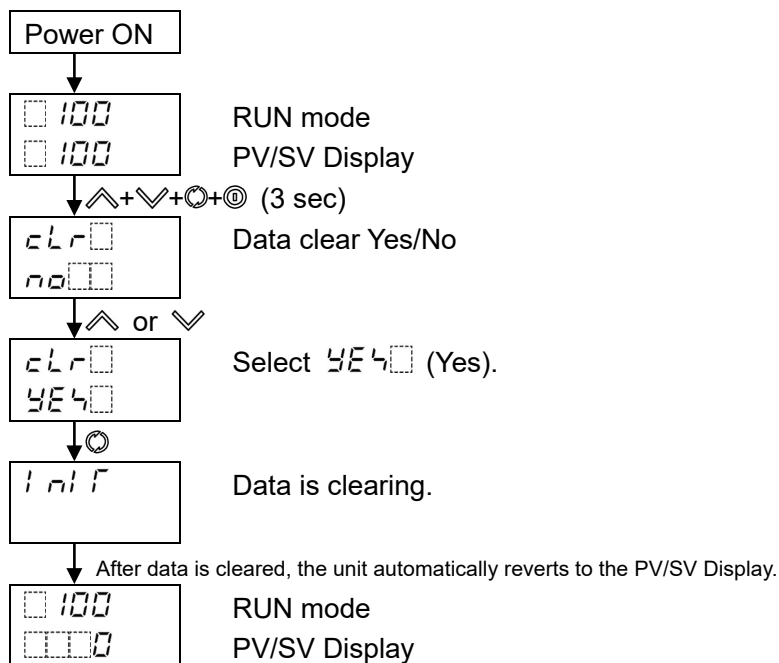 Power ON
100 RUN mode
100 PV/SV Display
+ + + (3 sec)
cLr Data clear Yes/No
no
or
cLr Select YES (Yes).
YES
InIT Data is clearing.
After data is cleared, the unit automatically reverts to the PV/SV Display.
100 RUN mode
0 PV/SV Display